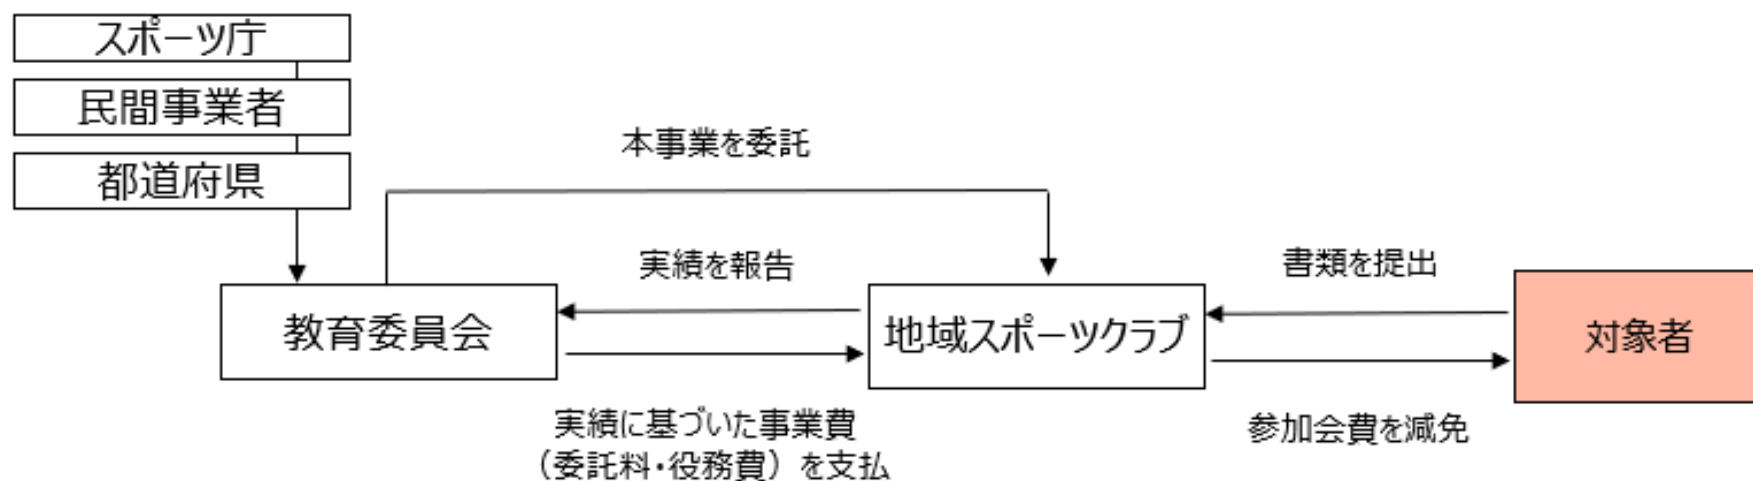 スポーツ庁
民間事業者
都道府県
本事業を委託
実績を報告
書類を提出
教育委員会
地域スポーツクラブ
対象者
実績に基づいた事業費
（委託料・役務費）を支払
参加会費を減免